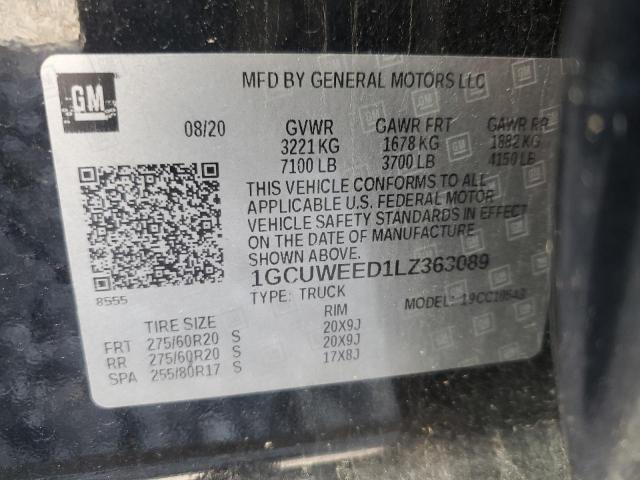 GM
MFD BY GENERAL MOTORS LLC
08/20 GVWR GAWR FRT GAWR RR
3221 KG 1678 KG 1882 KG
7100 LB 3700 LB 4150 LB
THIS VEHICLE CONFORMS TO ALL
APPLICABLE U.S. FEDERAL MOTOR
VEHICLE SAFETY STANDARDS IN EFFECT
ON THE DATE OF MANUFACTURE
SHOWN ABOVE.
1GCUWEED1LZ363089
8555
TYPE: TRUCK MODEL: 19CC10543
TIRE SIZE RIM
FRT 275/60R20 S 20X9J
RR 275/60R20 S 20X9J
SPA 255/80R17 S 17X8J